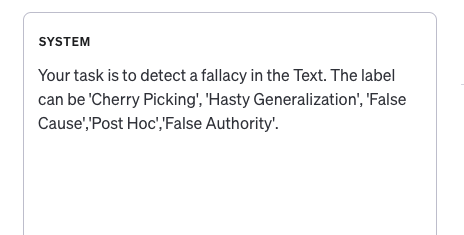 SYSTEM
Your task is to detect a fallacy in the Text. The label
can be 'Cherry Picking', 'Hasty Generalization', 'False
Cause','Post Hoc','False Authority'.